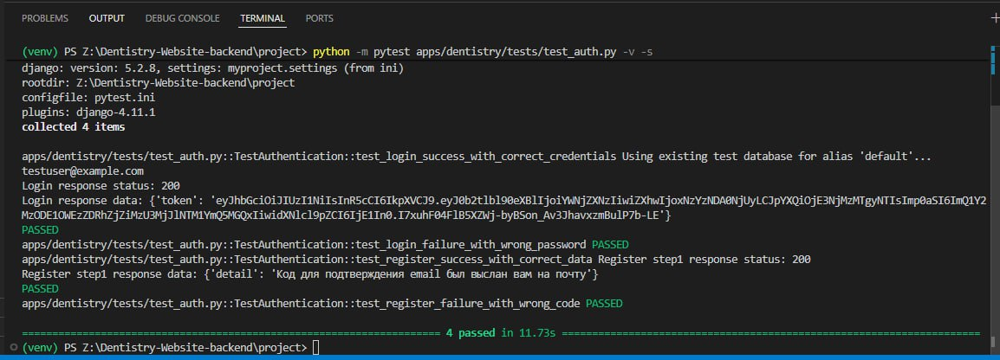 PROBLEMS OUTPUT DEBUG CONSOLE TERMINAL PORTS
(venv) PS Z:\Dentistry-Website-backend\project> python -m pytest apps/dentistry/tests/test_auth.py -v -s
django: version: 5.2.8, settings: myproject.settings (from ini)
rootdir: Z:\Dentistry-Website-backend\project
configfile: pytest.ini
plugins: django-4.11.1
collected 4 items
apps/dentistry/tests/test_auth.py::TestAuthentication::test_login_success_with_correct_credentials Using existing test database for alias 'default'...
testuser@example.com
Login response status: 200
Login response data: {'token':
PASSED
apps/dentistry/tests/test_auth.py::TestAuthentication::test_login_failure_with_wrong_password PASSED
apps/dentistry/tests/test_auth.py::TestAuthentication::test_register_success_with_correct_data Register step1 response status: 200
Register step1 response data: {'detail': 'Код для подтверждения email был выслан вам на почту'}
PASSED
apps/dentistry/tests/test_auth.py::TestAuthentication::test_register_failure_with_wrong_code PASSED
4 passed in 11.73s
(venv) PS Z:\Dentistry-Website-backend\project>